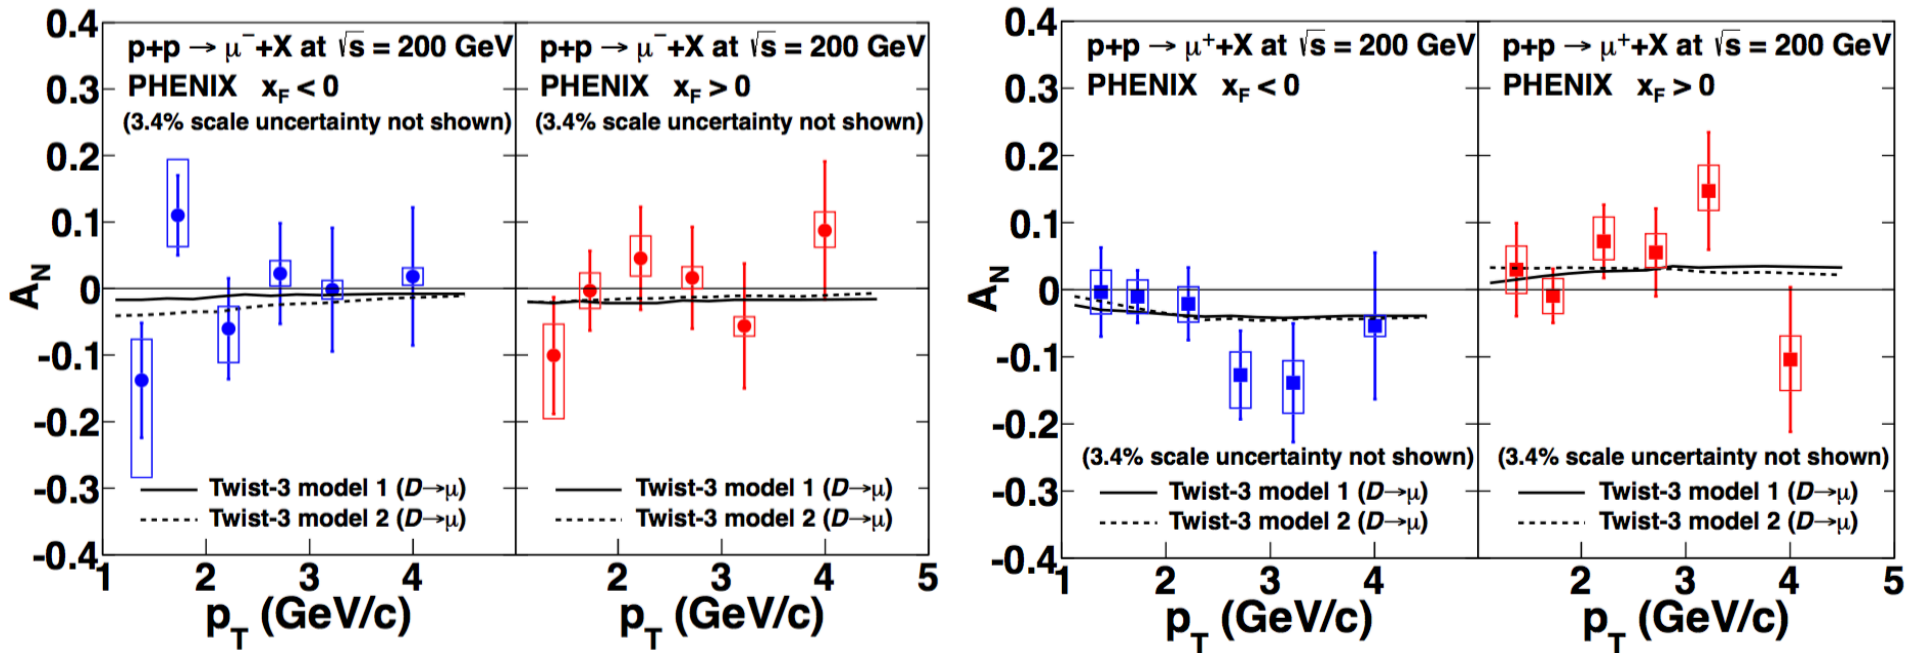 0.4
0.3
0.2
0.1
0
-0.1
-0.2
-0.3
-0.4
A_N
p+p → μ⁻+X at √s = 200 GeV
PHENIX x_F < 0
(3.4% scale uncertainty not shown)
Twist-3 model 1 (D→μ)
Twist-3 model 2 (D→μ)
1 2 3 4
p_T (GeV/c)
p+p → μ⁻+X at √s = 200 GeV
PHENIX x_F > 0
(3.4% scale uncertainty not shown)
Twist-3 model 1 (D→μ)
Twist-3 model 2 (D→μ)
2 3 4 5
p_T (GeV/c)
0.4
0.3
0.2
0.1
0
-0.1
-0.2
-0.3
-0.4
A_N
p+p → μ⁺+X at √s = 200 GeV
PHENIX x_F < 0
(3.4% scale uncertainty not shown)
Twist-3 model 1 (D→μ)
Twist-3 model 2 (D→μ)
1 2 3 4
p_T (GeV/c)
p+p → μ⁺+X at √s = 200 GeV
PHENIX x_F > 0
(3.4% scale uncertainty not shown)
Twist-3 model 1 (D→μ)
Twist-3 model 2 (D→μ)
2 3 4 5
p_T (GeV/c)